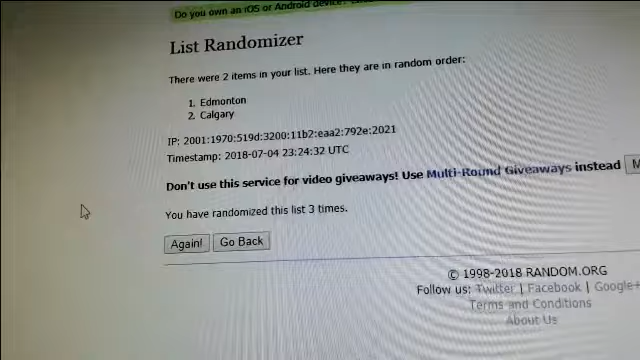 Do you own an iOS or Android device?
List Randomizer
There were 2 items in your list. Here they are in random order:
1. Edmonton
2. Calgary
IP: 2001:1970:519d:3200:11b2:eaa2:792e:2021
Timestamp: 2018-07-04 23:24:32 UTC
Don't use this service for video giveaways! Use Multi-Round Giveaways instead
You have randomized this list 3 times.
Again! Go Back
© 1998-2018 RANDOM.ORG
Follow us: Twitter | Facebook | Google+
Terms and Conditions
About Us